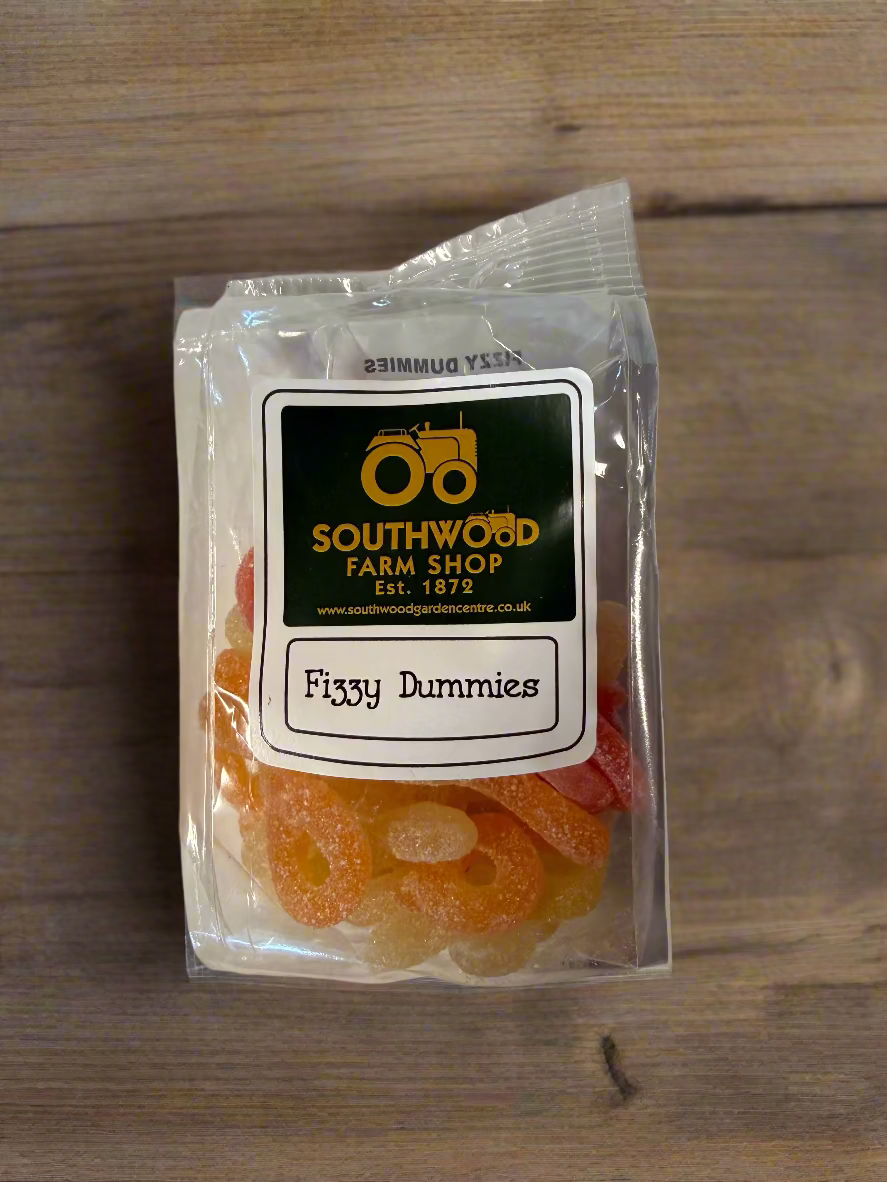 FIZZY DUMMIES
SOUTHWOOD
FARM SHOP
Est. 1872
www.southwoodgardencentre.co.uk
Fizzy Dummies